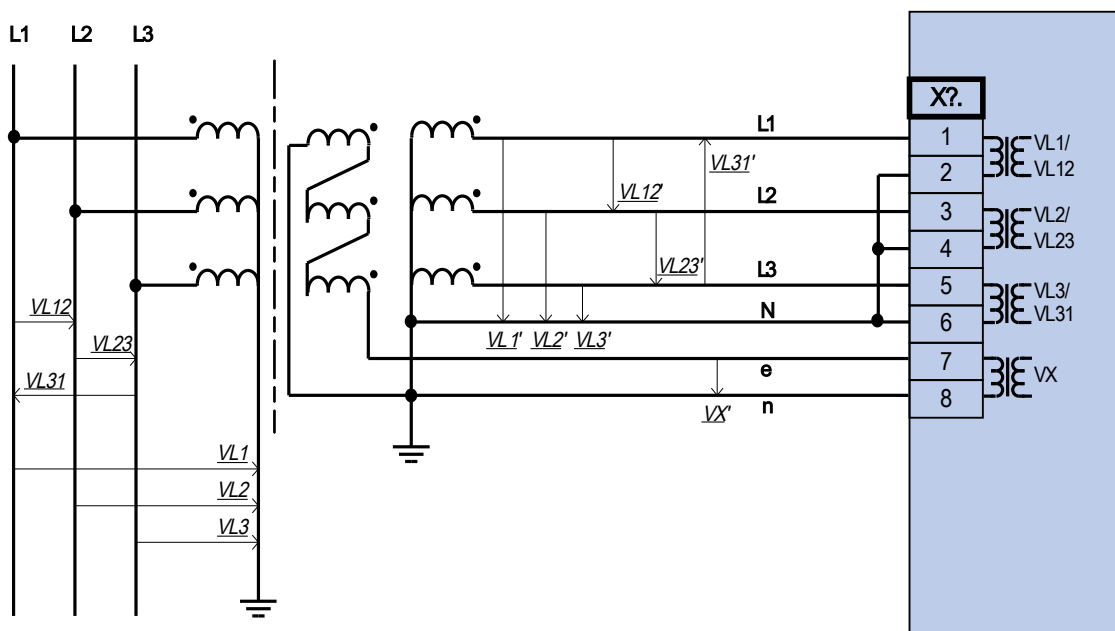 L1 L2 L3
X?.
L1
1
VL1/
VL12
VL31'
2
VL12'
L2
3
VL2/
VL23
4
VL23'
L3
5
VL3/
VL31
N
6
VL12
VL1' VL2' VL3'
VL23
7
VX
e
VL31
8
n
VX'
VL1
VL2
VL3